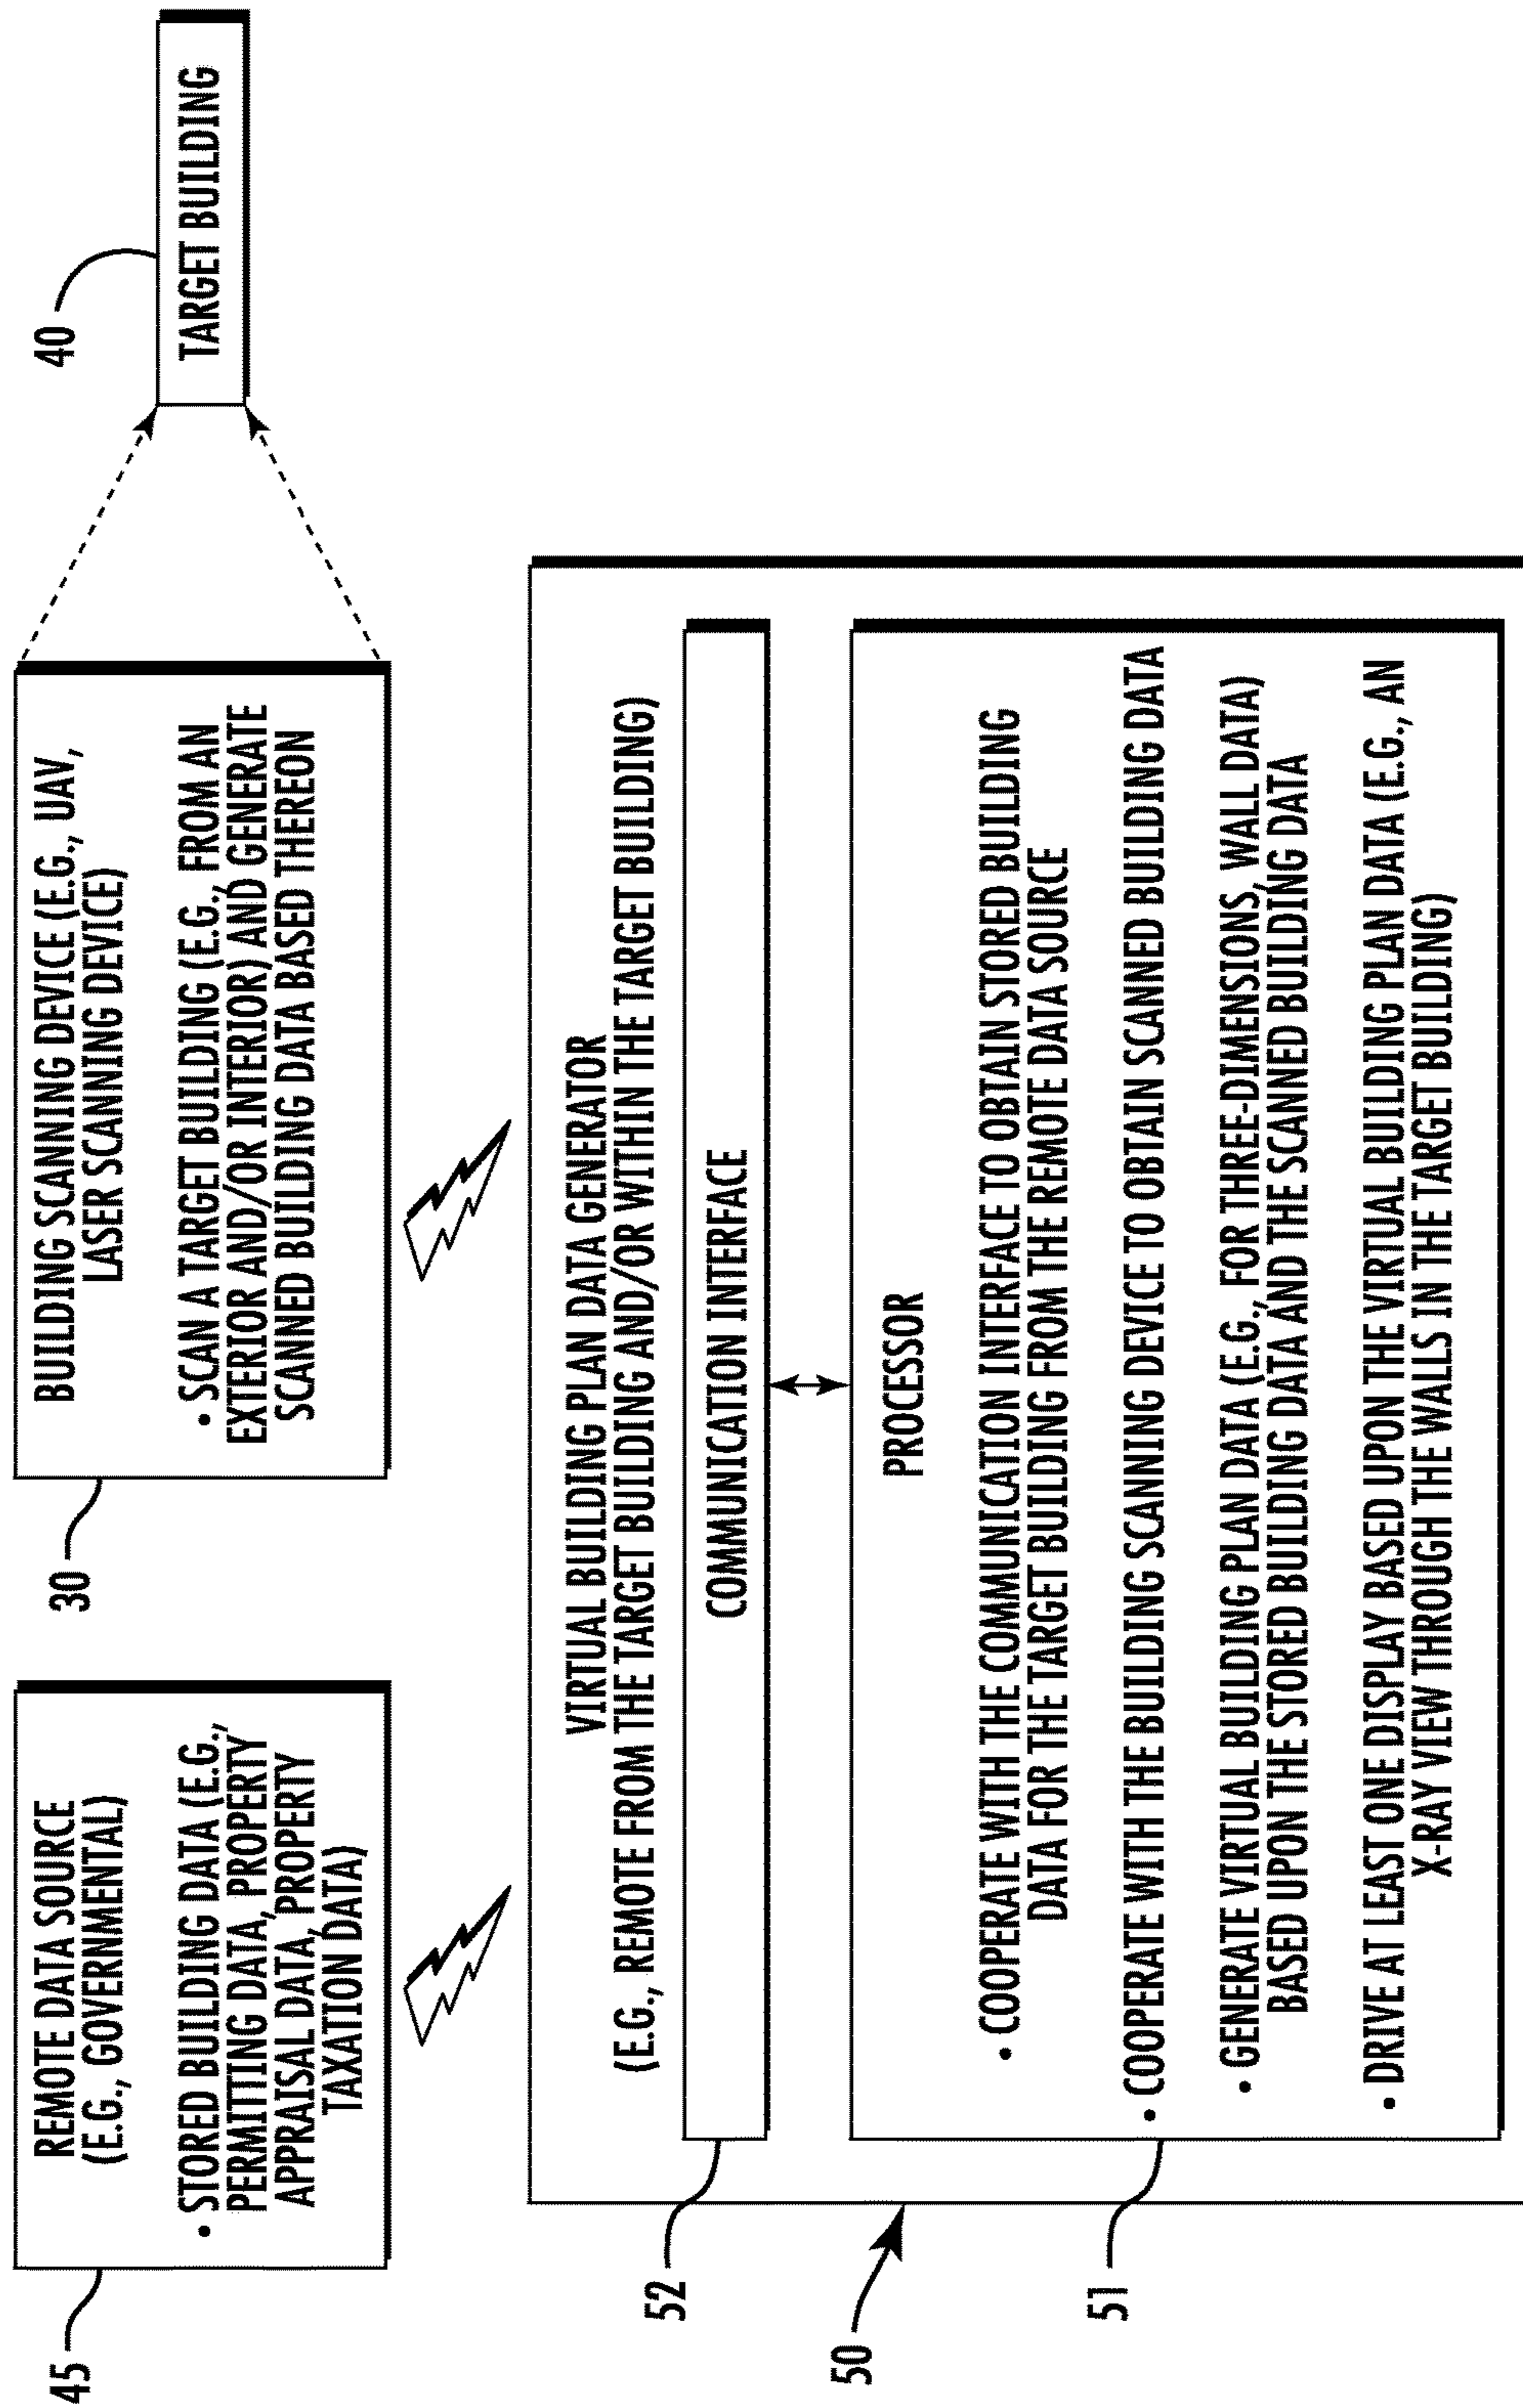 45
REMOTE DATA SOURCE
(E.G., GOVERNMENTAL)
• STORED BUILDING DATA (E.G.,
PERMITTING DATA, PROPERTY
APPRAISAL DATA, PROPERTY
TAXATION DATA)
30
BUILDING SCANNING DEVICE (E.G., UAV,
LASER SCANNING DEVICE)
• SCAN A TARGET BUILDING (E.G., FROM AN
EXTERIOR AND/OR INTERIOR) AND GENERATE
SCANNED BUILDING DATA BASED THEREON
40
TARGET BUILDING
50
VIRTUAL BUILDING PLAN DATA GENERATOR
(E.G., REMOTE FROM THE TARGET BUILDING AND/OR WITHIN THE TARGET BUILDING)
52
COMMUNICATION INTERFACE
51
PROCESSOR
• COOPERATE WITH THE COMMUNICATION INTERFACE TO OBTAIN STORED BUILDING
DATA FOR THE TARGET BUILDING FROM THE REMOTE DATA SOURCE
• COOPERATE WITH THE BUILDING SCANNING DEVICE TO OBTAIN SCANNED BUILDING DATA
• GENERATE VIRTUAL BUILDING PLAN DATA (E.G., FOR THREE-DIMENSIONS, WALL DATA)
BASED UPON THE STORED BUILDING DATA AND THE SCANNED BUILDING DATA
• DRIVE AT LEAST ONE DISPLAY BASED UPON THE VIRTUAL BUILDING PLAN DATA (E.G., AN
X-RAY VIEW THROUGH THE WALLS IN THE TARGET BUILDING)